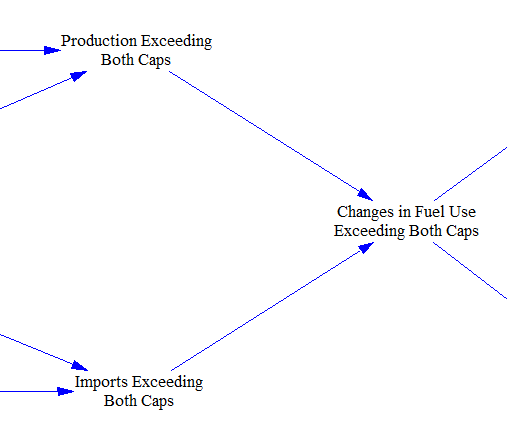 Production Exceeding
Both Caps
Changes in Fuel Use
Exceeding Both Caps
Imports Exceeding
Both Caps